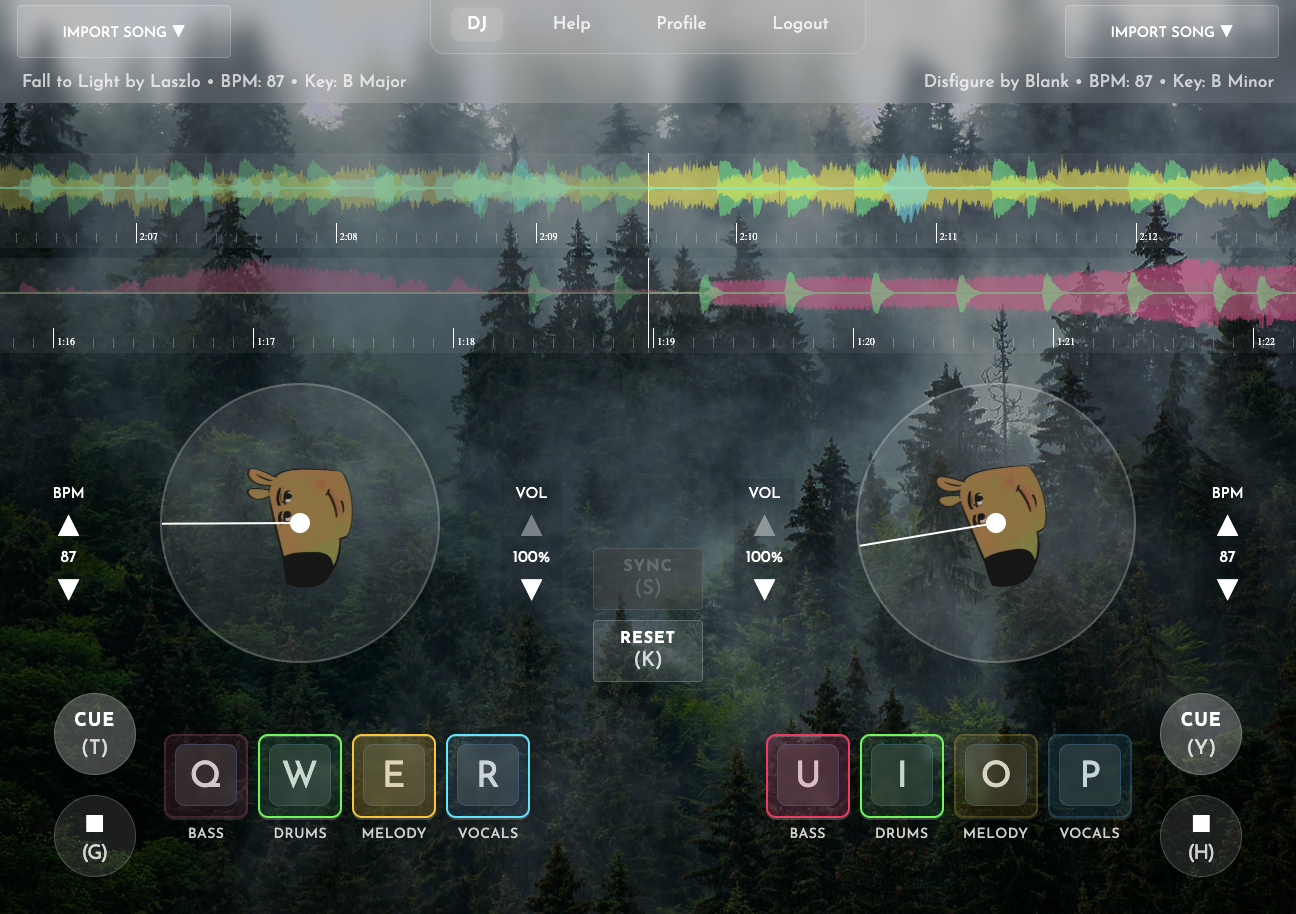 IMPORT SONG ▼
DJ Help Profile Logout
IMPORT SONG ▼
Fall to Light by Laszlo • BPM: 87 • Key: B Major
Disfigure by Blank • BPM: 87 • Key: B Minor
2:07 2:08 2:09 2:10 2:11 2:12
1:16 1:17 1:18 1:19 1:20 1:21 1:22
BPM
87
VOL
100%
SYNC
(S)
RESET
(K)
VOL
100%
BPM
87
CUE
(T)
(G)
Q W E R
BASS DRUMS MELODY VOCALS
U I O P
BASS DRUMS MELODY VOCALS
CUE
(Y)
(H)